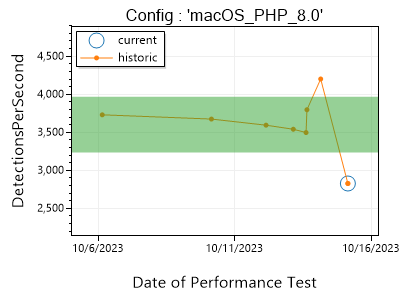 Config : 'macOS_PHP_8.0'
current
historic
DetectionsPerSecond
4,500
4,000
3,500
3,000
2,500
10/6/2023
10/11/2023
10/16/2023
Date of Performance Test